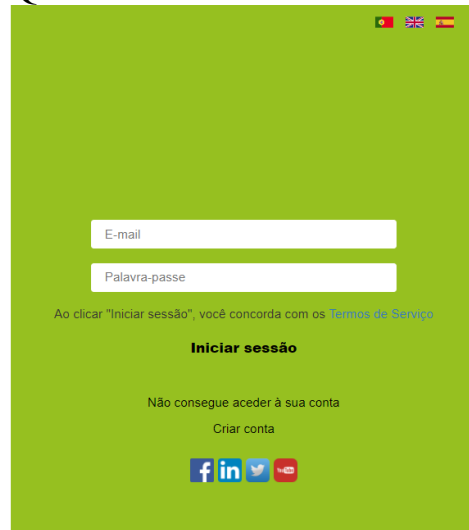 E-mail
Palavra-passe
Ao clicar "Iniciar sessão", você concorda com os Termos de Serviço
Iniciar sessão
Não consegue aceder à sua conta
Criar conta